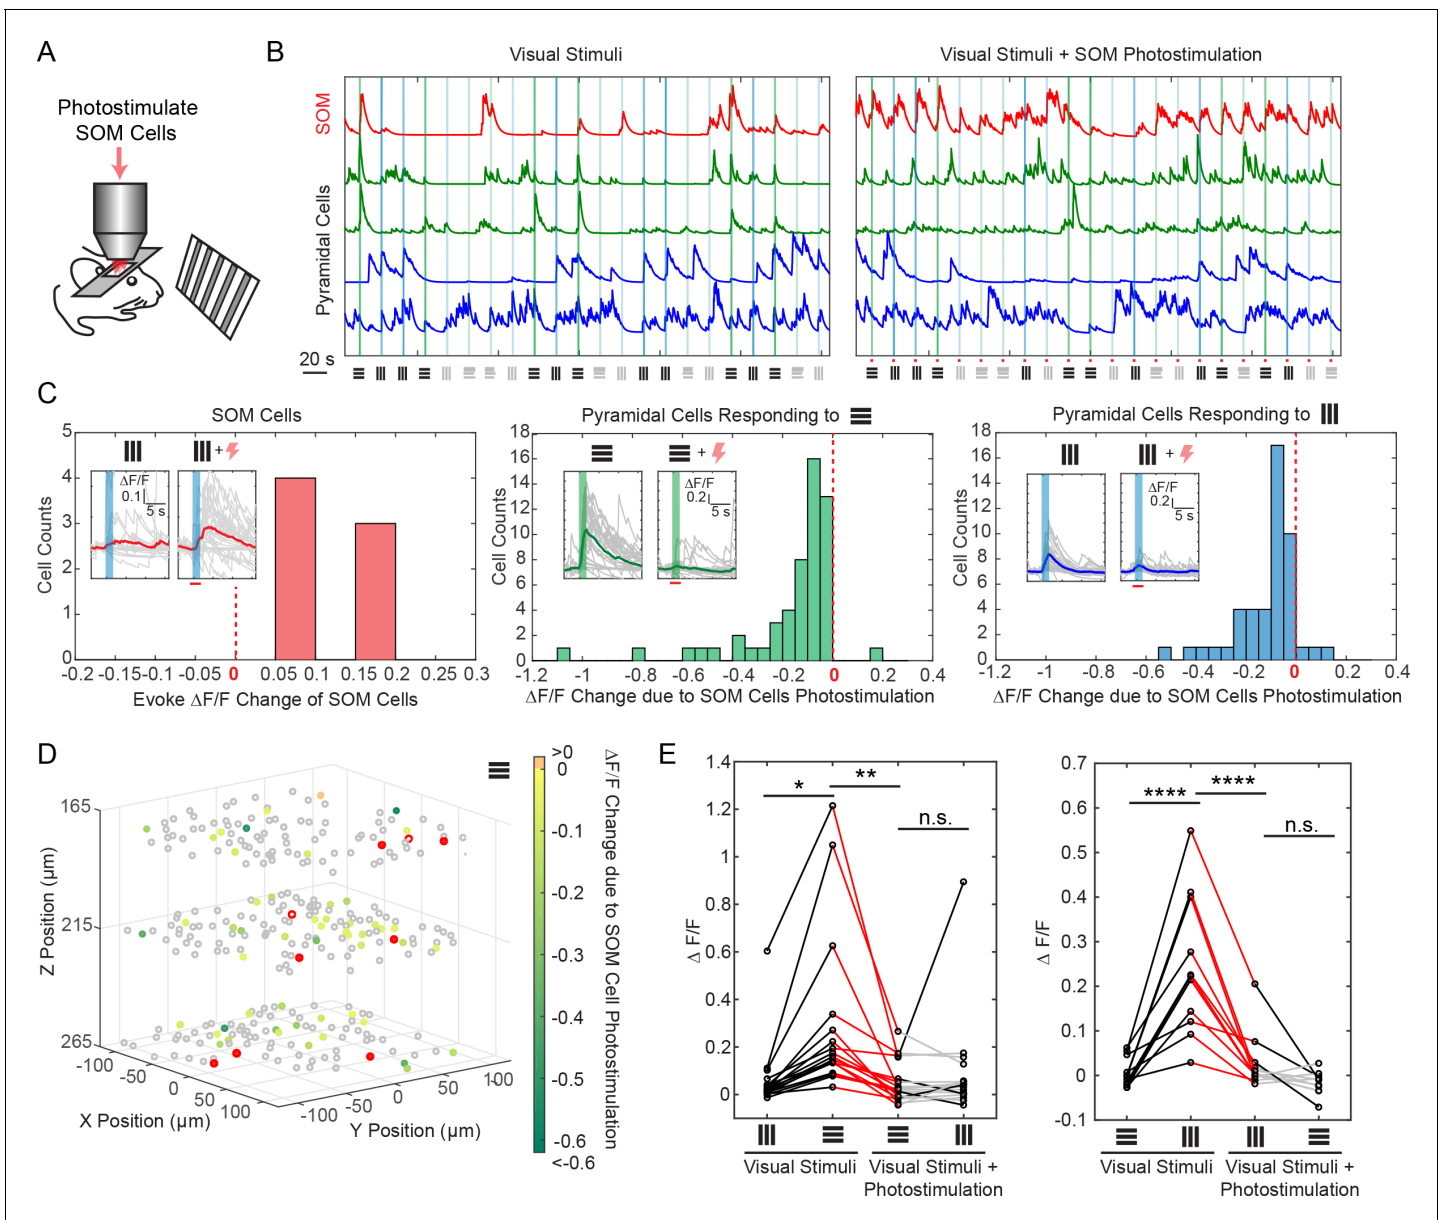 A
Photostimulate
SOM Cells
B
Visual Stimuli
Visual Stimuli + SOM Photostimulation
SOM
Pyramidal Cells
20 s
C
SOM Cells
Cell Counts
5
4
3
2
1
0
ΔF/F
0.1
5 s
+
-0.2 -0.15 -0.1 -0.05 0 0.05 0.1 0.15 0.2 0.25 0.3
Evoke ΔF/F Change of SOM Cells
Pyramidal Cells Responding to
Cell Counts
18
16
14
12
10
8
6
4
2
0
+
ΔF/F
0.2
5 s
-1.2 -1 -0.8 -0.6 -0.4 -0.2 0 0.2 0.4
ΔF/F Change due to SOM Cells Photostimulation
Pyramidal Cells Responding to
Cell Counts
18
16
14
12
10
8
6
4
2
0
+
ΔF/F
0.2
5 s
-1.2 -1 -0.8 -0.6 -0.4 -0.2 0 0.2 0.4
ΔF/F Change due to SOM Cells Photostimulation
D
Z Position (µm)
165
215
265
-100 -50 0 50 100
X Position (µm)
-100 -50 0 50 100
Y Position (µm)
>0
0
-0.1
-0.2
-0.3
-0.4
-0.5
-0.6
<-0.6
ΔF/F Change due to SOM Cell Photostimulation
E
Δ F/F
1.4
1.2
1
0.8
0.6
0.4
0.2
0
*
**
n.s.
Visual Stimuli
Visual Stimuli +
Photostimulation
Δ F/F
0.7
0.6
0.5
0.4
0.3
0.2
0.1
0
-0.1
****
****
n.s.
Visual Stimuli
Visual Stimuli +
Photostimulation